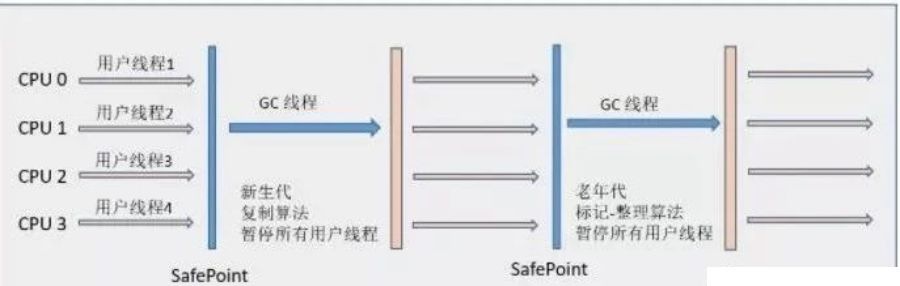 CPU 0
用户线程1
CPU 1
用户线程2
CPU 2
用户线程3
CPU 3
用户线程4
SafePoint
GC 线程
新生代
复制算法
暂停所有用户线程
SafePoint
GC 线程
老年代
标记-整理算法
暂停所有用户线程